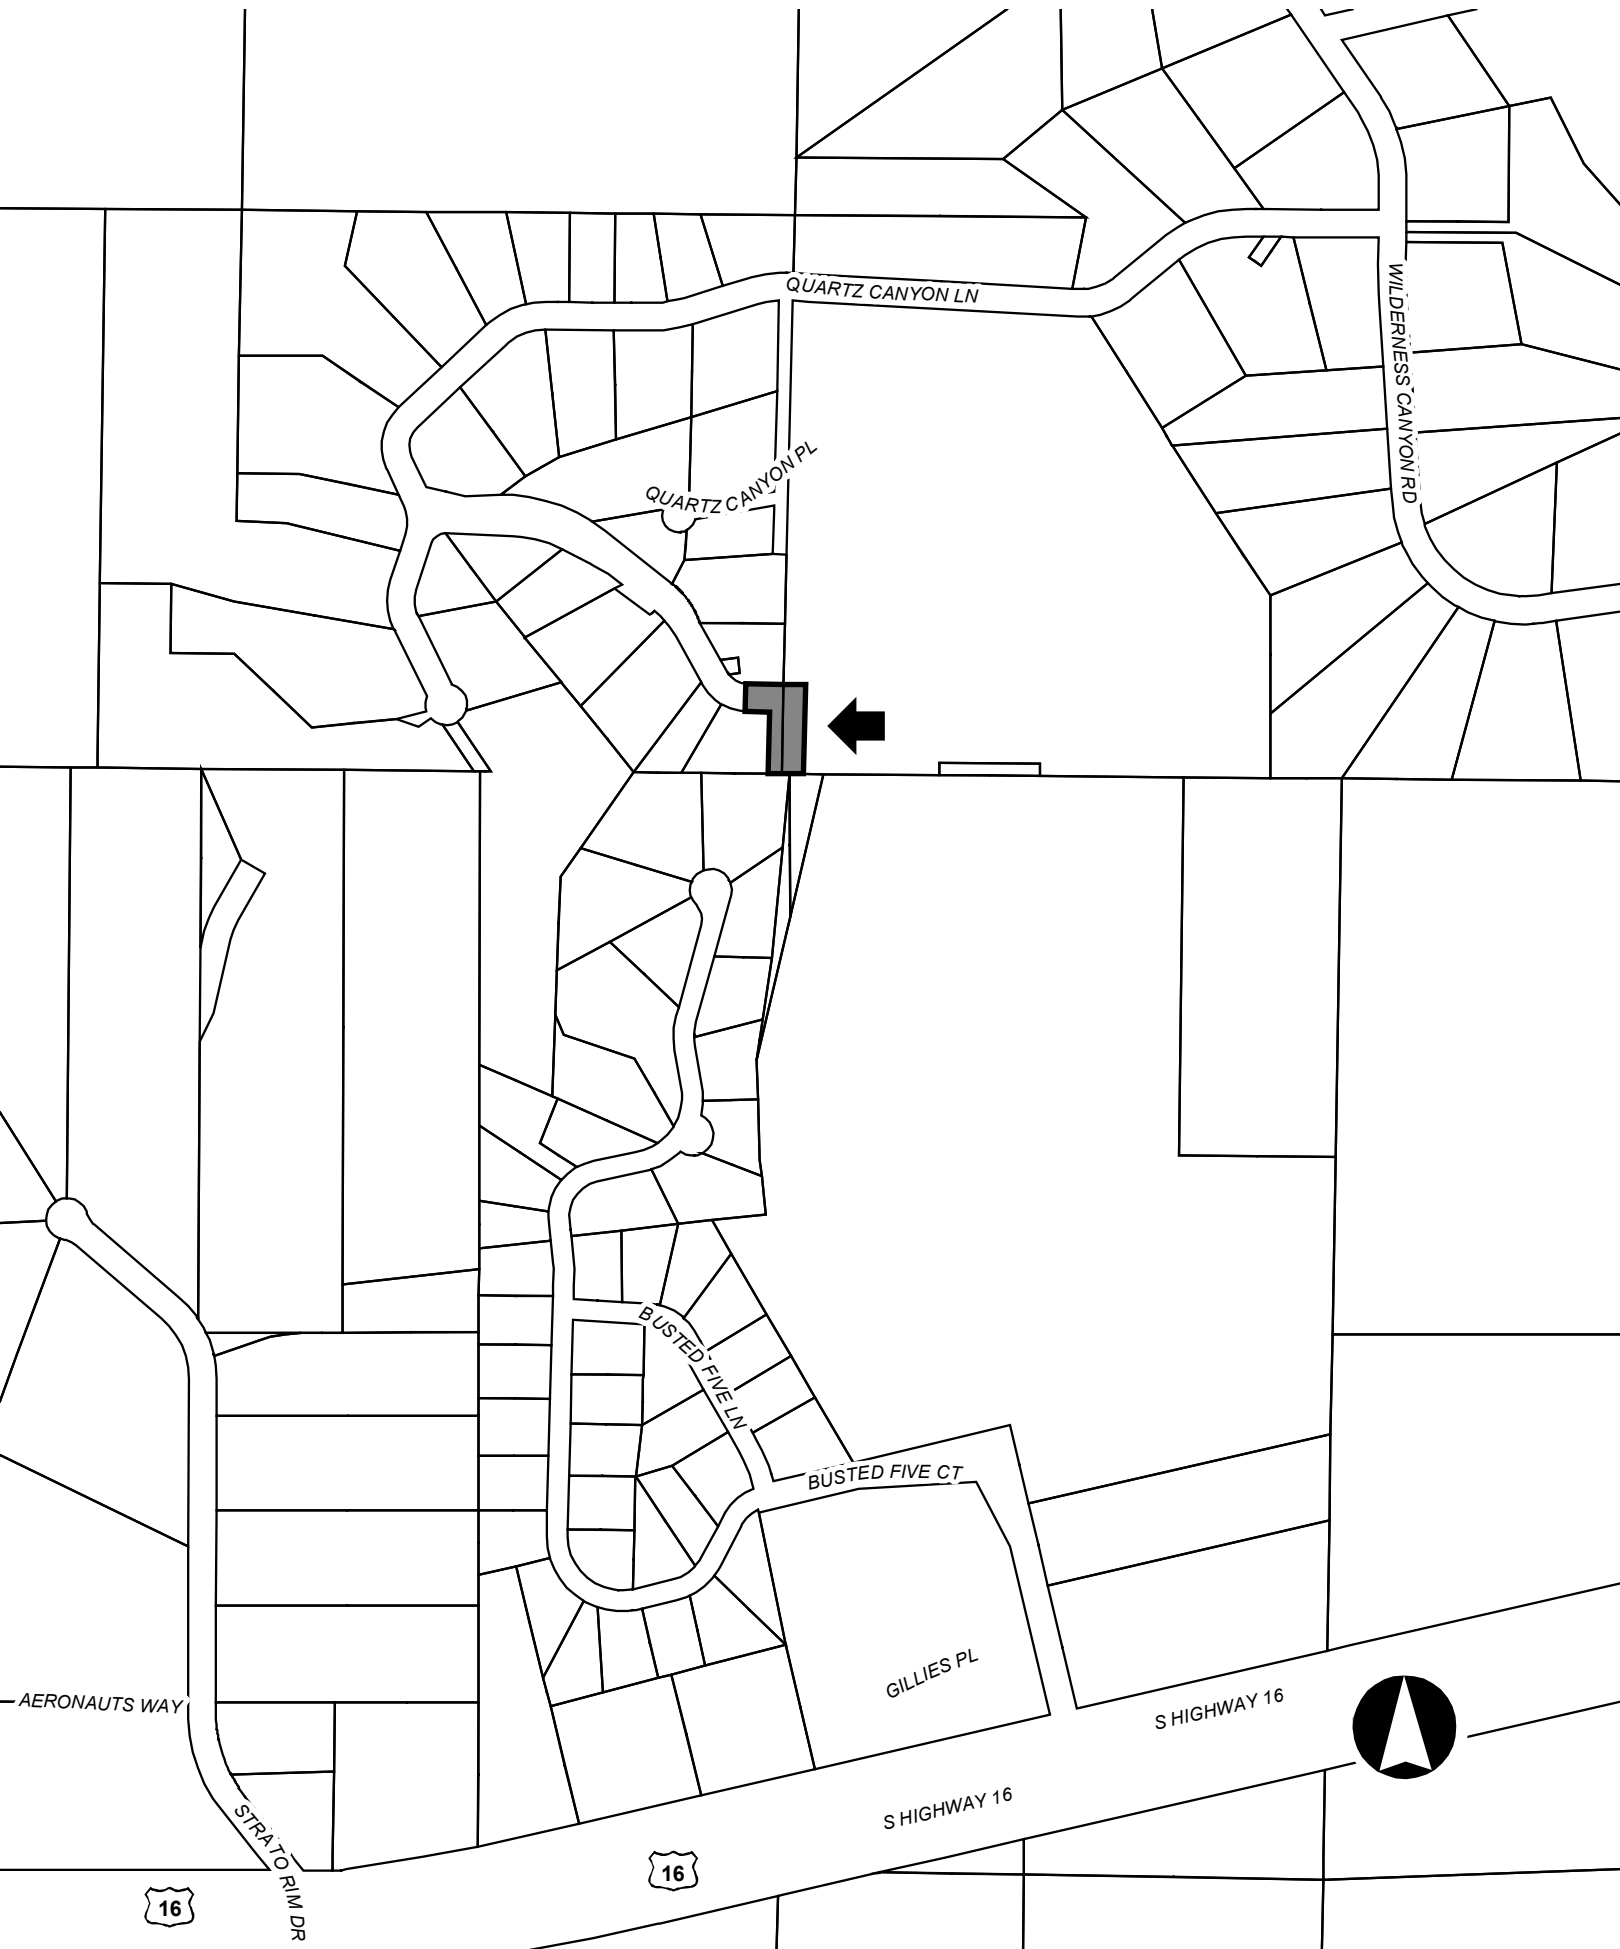 QUARTZ CANYON LN
WILDERNESS CANYON RD
QUARTZ CANYON PL
BUSTED FIVE LN
BUSTED FIVE CT
GILLIES PL
AERONAUTS WAY
S HIGHWAY 16
S HIGHWAY 16
STRATO RIM DR
16
16